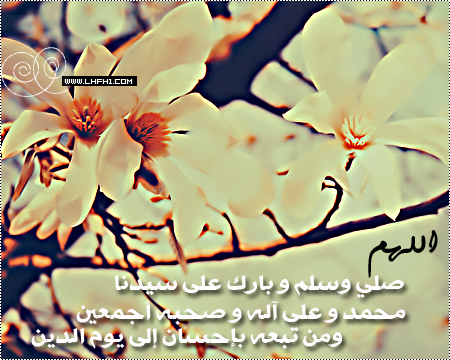 WWW.LHFH1.COM
اللهم
صلي وسلم و بارك على سيدنا
محمد و على آله و صحبه أجمعين
ومن تبعه بإحسان إلى يوم الدين